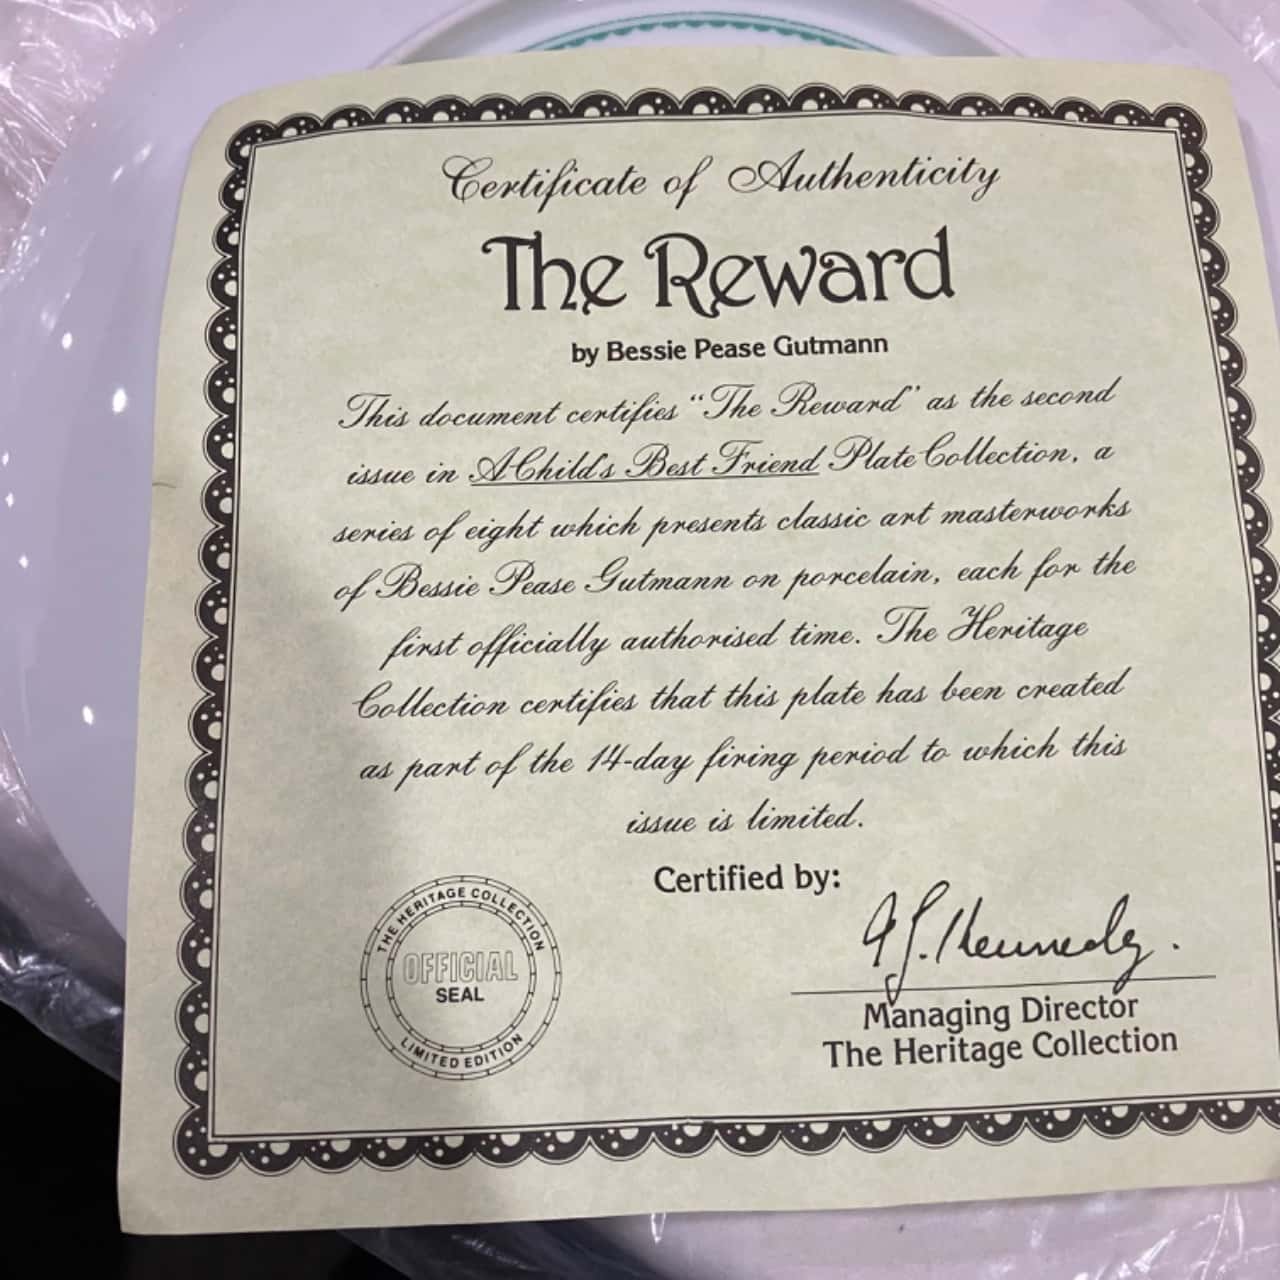 Certificate of Authenticity
The Reward
by Bessie Pease Gutmann
This document certifies “The Reward” as the second
issue in A Child's Best Friend Plate Collection, a
series of eight which presents classic art masterworks
of Bessie Pease Gutmann on porcelain, each for the
first officially authorised time. The Heritage
Collection certifies that this plate has been created
as part of the 14-day firing period to which this
issue is limited.
Certified by:
THE HERITAGE COLLECTION
OFFICIAL
SEAL
LIMITED EDITION
Managing Director
The Heritage Collection